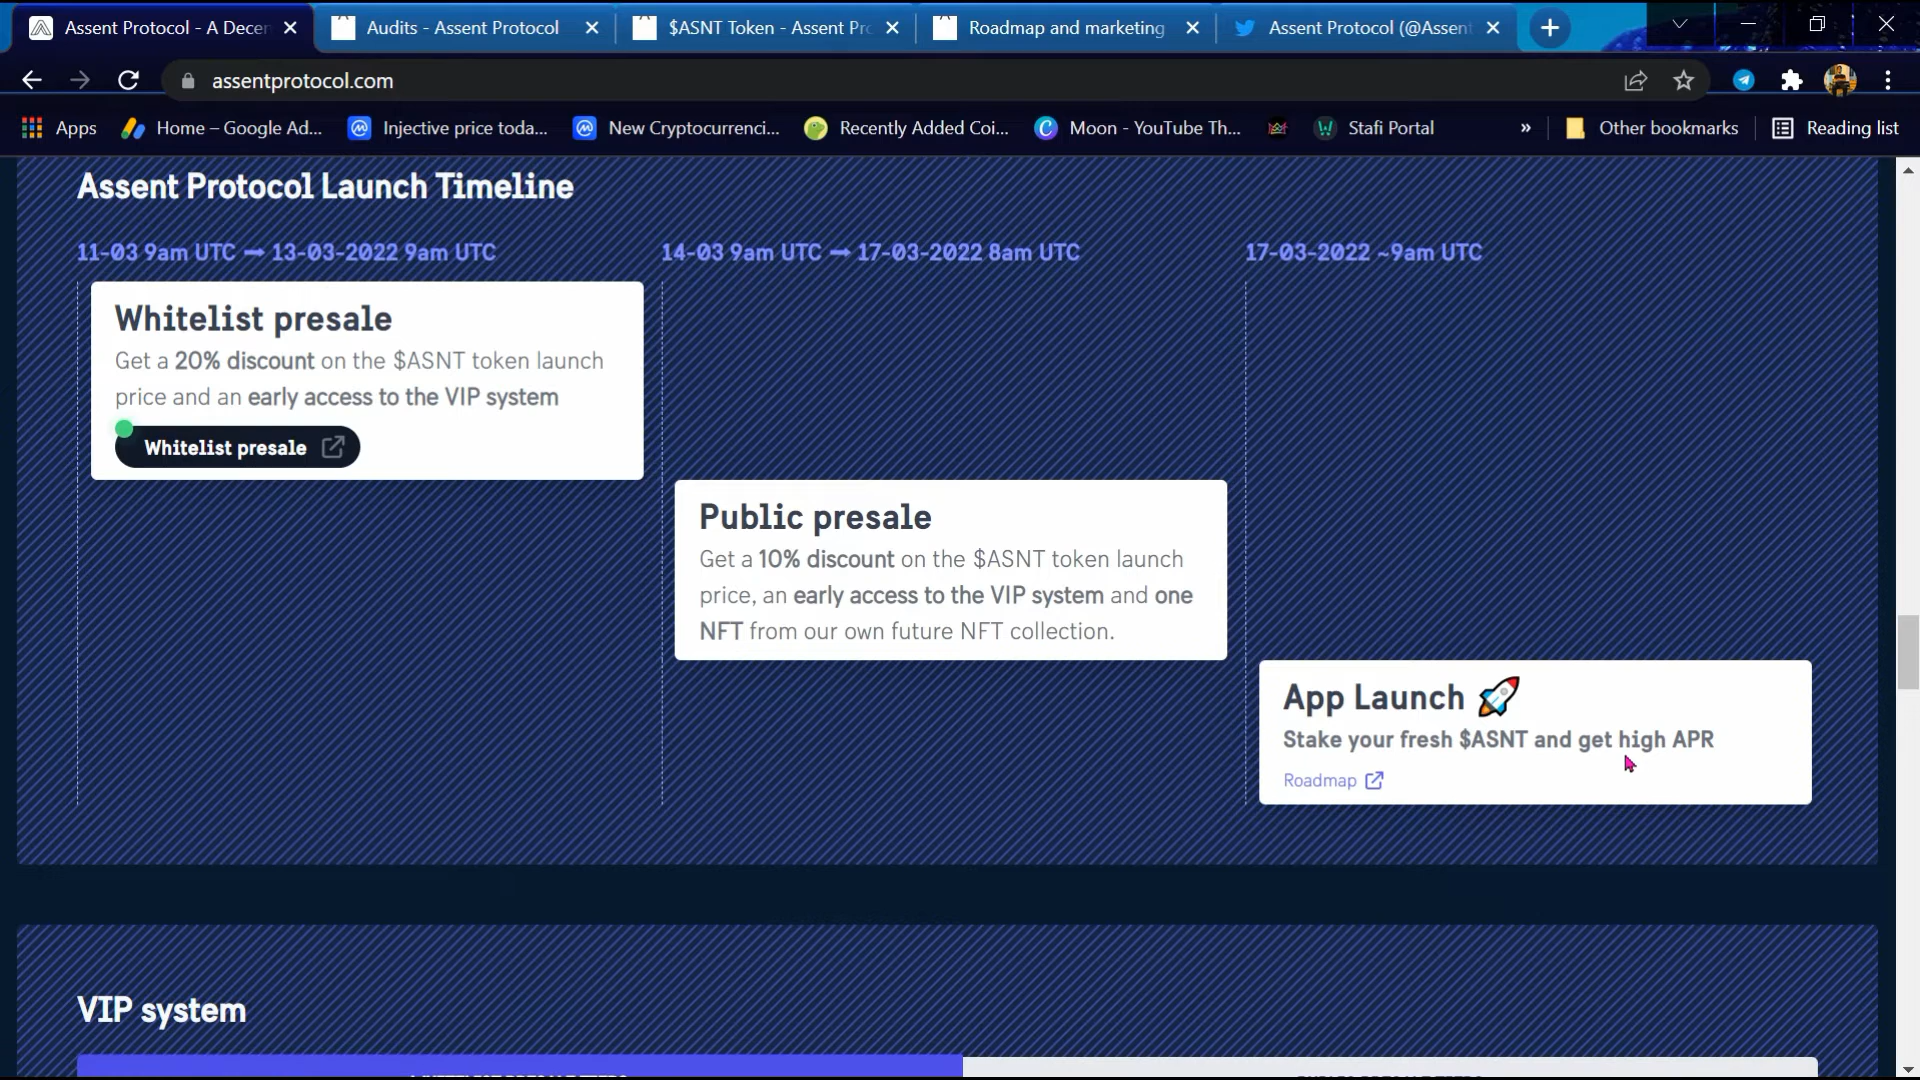 Assent Protocol - A Decen
Audits - Assent Protocol
$ASNT Token - Assent Pro
Roadmap and marketing
Assent Protocol (@Assent
assentprotocol.com
Apps
Home – Google Ad...
Injective price toda...
New Cryptocurrenci...
Recently Added Coi...
Moon - YouTube Th...
Stafi Portal
»
Other bookmarks
Reading list
Assent Protocol Launch Timeline
11-03 9am UTC ➞ 13-03-2022 9am UTC
14-03 9am UTC ➞ 17-03-2022 8am UTC
17-03-2022 ~9am UTC
Whitelist presale
Get a 20% discount on the $ASNT token launch
price and an early access to the VIP system
Whitelist presale
Public presale
Get a 10% discount on the $ASNT token launch
price, an early access to the VIP system and one
NFT from our own future NFT collection.
App Launch 🚀
Stake your fresh $ASNT and get high APR
Roadmap
VIP system